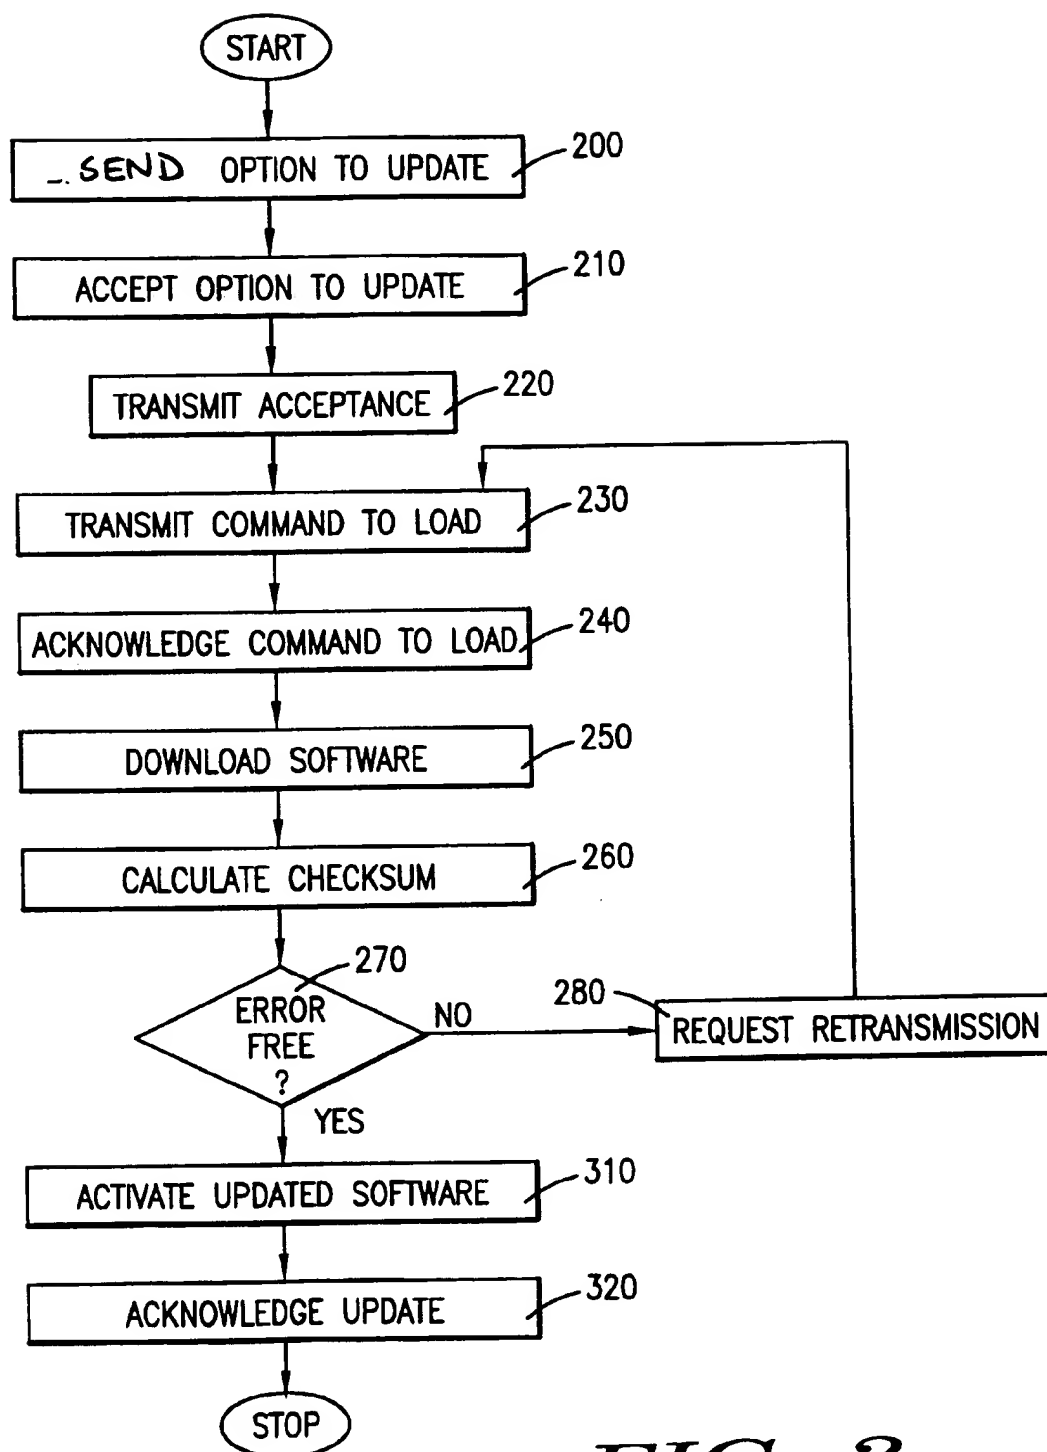 START
SEND OPTION TO UPDATE
200
ACCEPT OPTION TO UPDATE
210
TRANSMIT ACCEPTANCE
220
TRANSMIT COMMAND TO LOAD
230
ACKNOWLEDGE COMMAND TO LOAD
240
DOWNLOAD SOFTWARE
250
CALCULATE CHECKSUM
260
270
ERROR
FREE
?
NO
280
REQUEST RETRANSMISSION
YES
ACTIVATE UPDATED SOFTWARE
310
ACKNOWLEDGE UPDATE
320
STOP